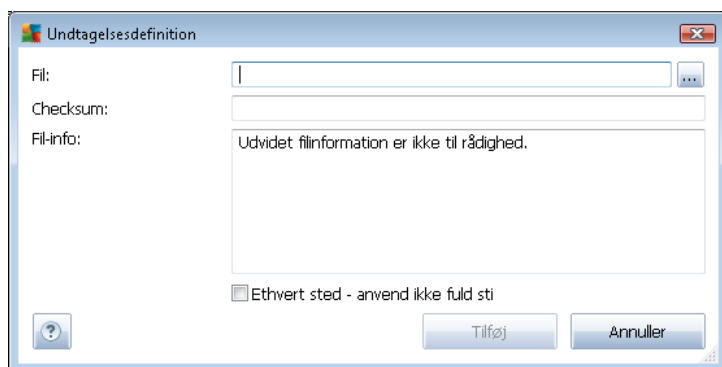 Undtagelsesdefinition
Fil:
...
Checksum:
Fil-info:
Udvidet filinformation er ikke til rådighed.
Ethvert sted - anvend ikke fuld sti
?
Tilføj
Annuller